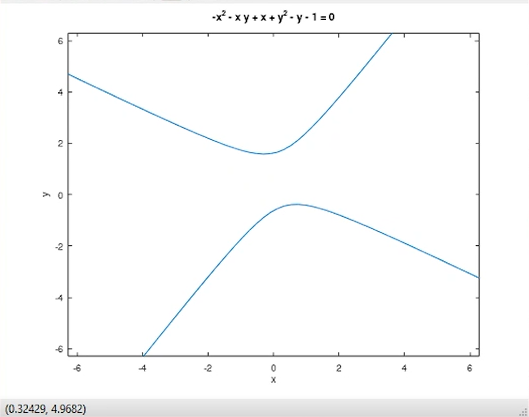 -x² - x y + x + y² - y - 1 = 0
6
4
2
0
-2
-4
-6
y
-6 -4 -2 0 2 4 6
x
(0.32429, 4.9682)